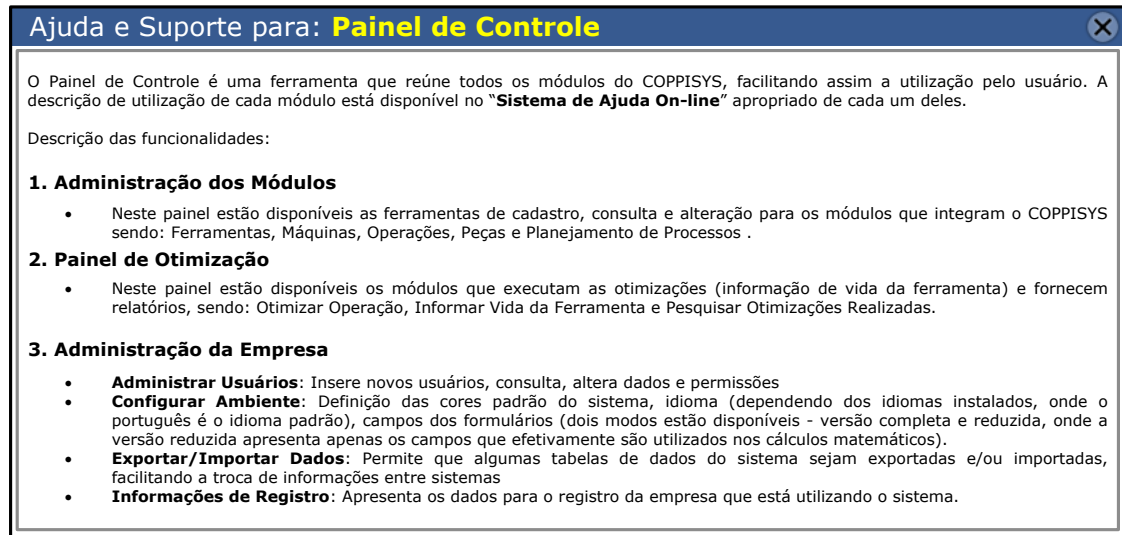 Ajuda e Suporte para: Painel de Controle
O Painel de Controle é uma ferramenta que reúne todos os módulos do COPPISYS, facilitando assim a utilização pelo usuário. A
descrição de utilização de cada módulo está disponível no “Sistema de Ajuda On-line” apropriado de cada um deles.
Descrição das funcionalidades:
1. Administração dos Módulos
• Neste painel estão disponíveis as ferramentas de cadastro, consulta e alteração para os módulos que integram o COPPISYS
sendo: Ferramentas, Máquinas, Operações, Peças e Planejamento de Processos .
2. Painel de Otimização
• Neste painel estão disponíveis os módulos que executam as otimizações (informação de vida da ferramenta) e fornecem
relatórios, sendo: Otimizar Operação, Informar Vida da Ferramenta e Pesquisar Otimizações Realizadas.
3. Administração da Empresa
• Administrar Usuários: Insere novos usuários, consulta, altera dados e permissões
• Configurar Ambiente: Definição das cores padrão do sistema, idioma (dependendo dos idiomas instalados, onde o
português é o idioma padrão), campos dos formulários (dois modos estão disponíveis - versão completa e reduzida, onde a
versão reduzida apresenta apenas os campos que efetivamente são utilizados nos cálculos matemáticos).
• Exportar/Importar Dados: Permite que algumas tabelas de dados do sistema sejam exportadas e/ou importadas,
facilitando a troca de informações entre sistemas
• Informações de Registro: Apresenta os dados para o registro da empresa que está utilizando o sistema.